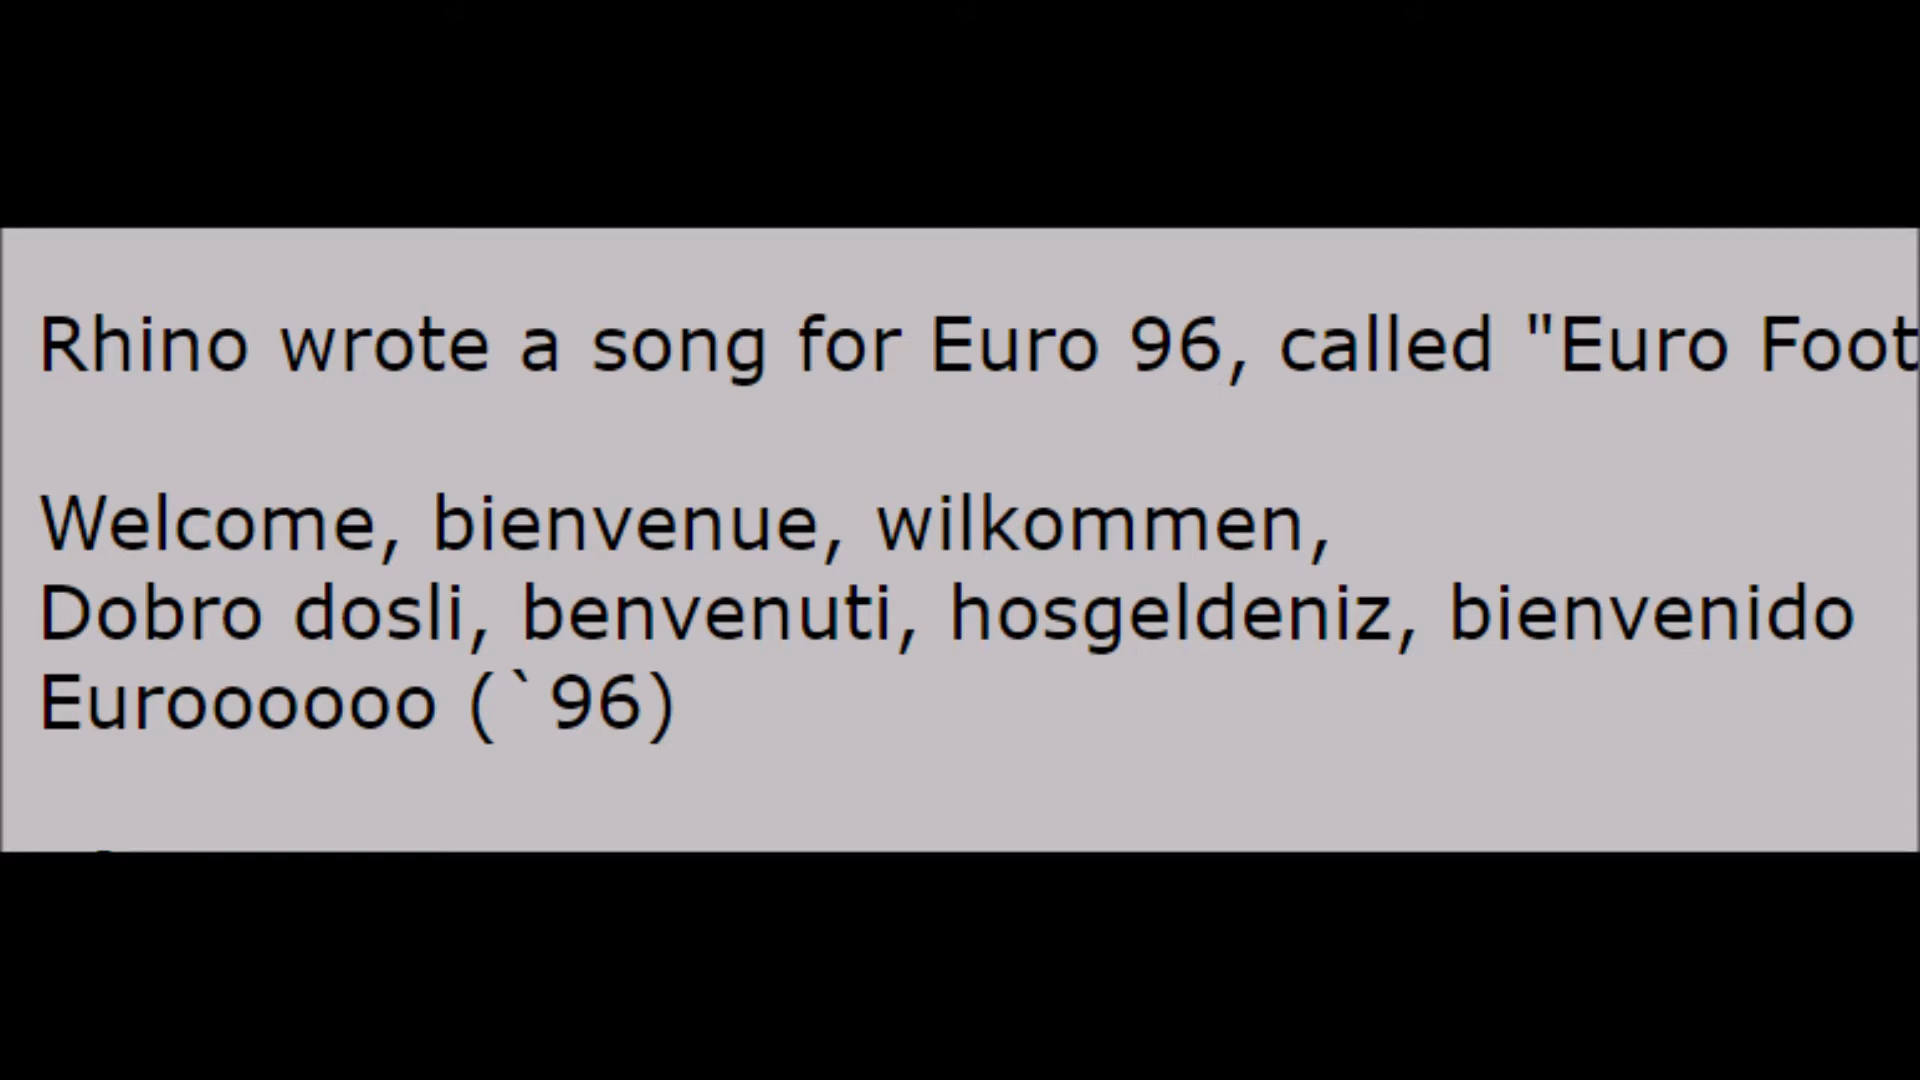 Rhino wrote a song for Euro 96, called "Euro Foot
Welcome, bienvenue, wilkommen,
Dobro dosli, benvenuti, hosgeldeniz, bienvenido
Euroooooo (`96)